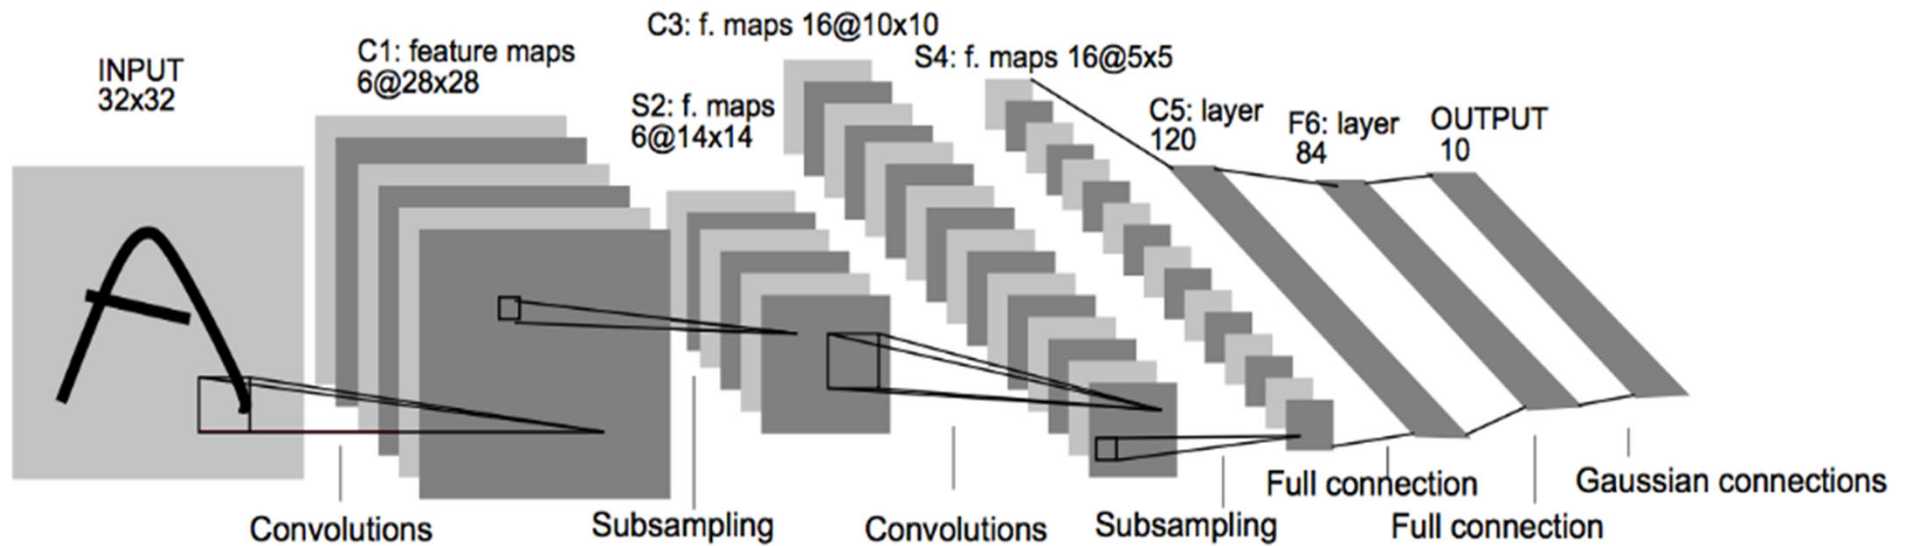 INPUT
32x32
C1: feature maps
6@28x28
S2: f. maps
6@14x14
C3: f. maps 16@10x10
S4: f. maps 16@5x5
C5: layer
120
F6: layer
84
OUTPUT
10
Convolutions
Subsampling
Convolutions
Subsampling
Full connection
Full connection
Gaussian connections
A